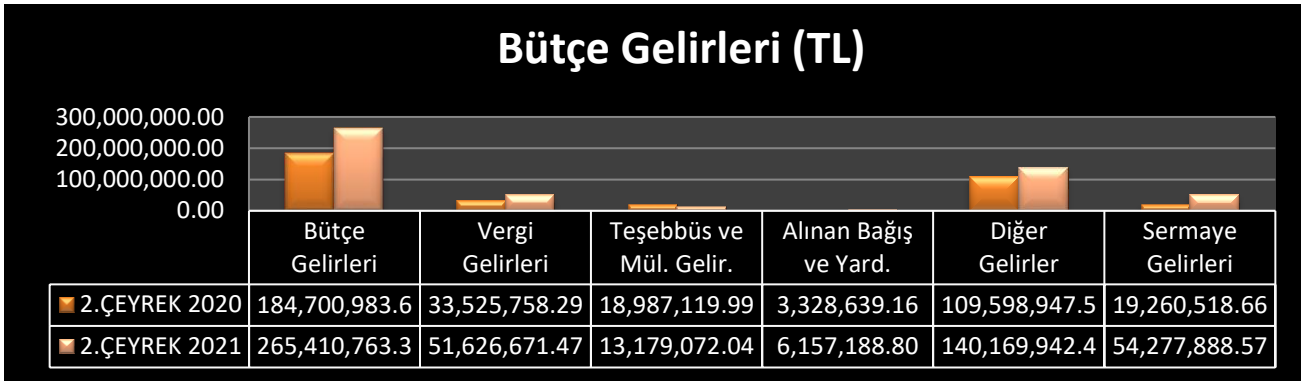 Bütçe Gelirleri (TL)
300,000,000.00
200,000,000.00
100,000,000.00
0.00
Bütçe Gelirleri
Vergi Gelirleri
Teşebbüs ve Mül. Gelir.
Alınan Bağış ve Yard.
Diğer Gelirler
Sermaye Gelirleri
2.ÇEYREK 2020 184,700,983.6 33,525,758.29 18,987,119.99 3,328,639.16 109,598,947.5 19,260,518.66
2.ÇEYREK 2021 265,410,763.3 51,626,671.47 13,179,072.04 6,157,188.80 140,169,942.4 54,277,888.57